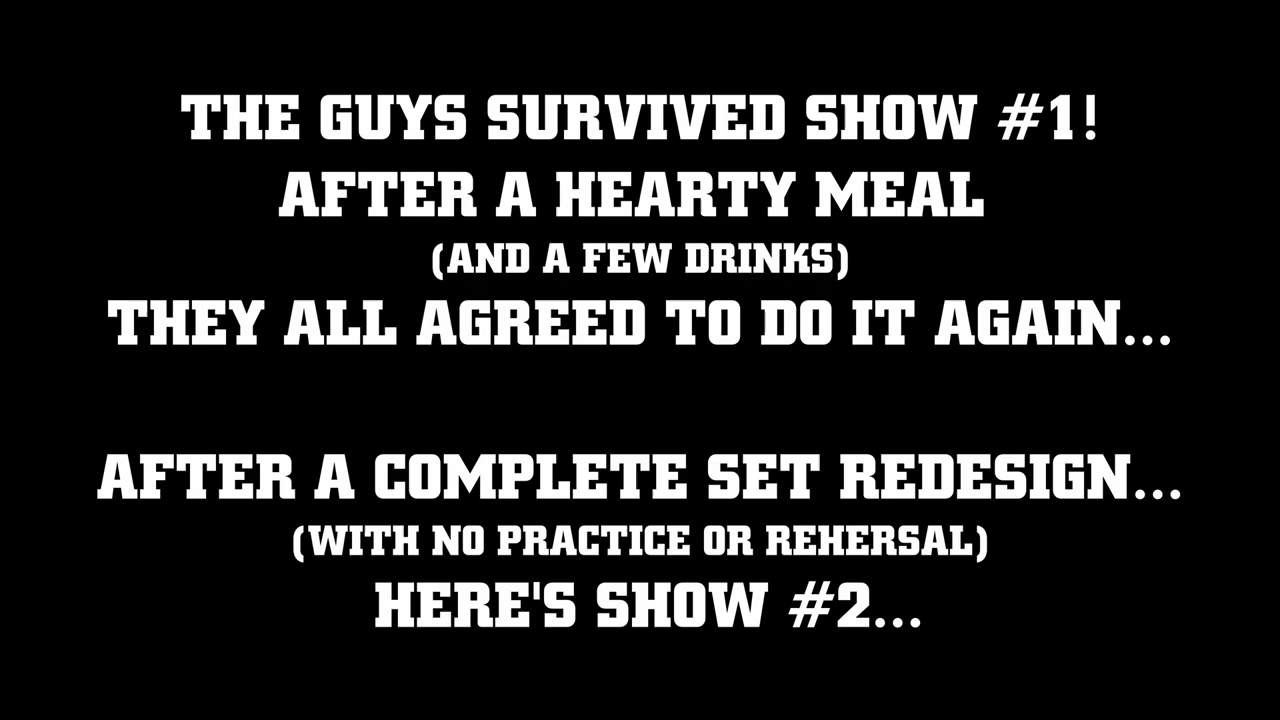 THE GUYS SURVIVED SHOW #1!
AFTER A HEARTY MEAL
(AND A FEW DRINKS)
THEY ALL AGREED TO DO IT AGAIN...
AFTER A COMPLETE SET REDESIGN...
(WITH NO PRACTICE OR REHERSAL)
HERE'S SHOW #2...